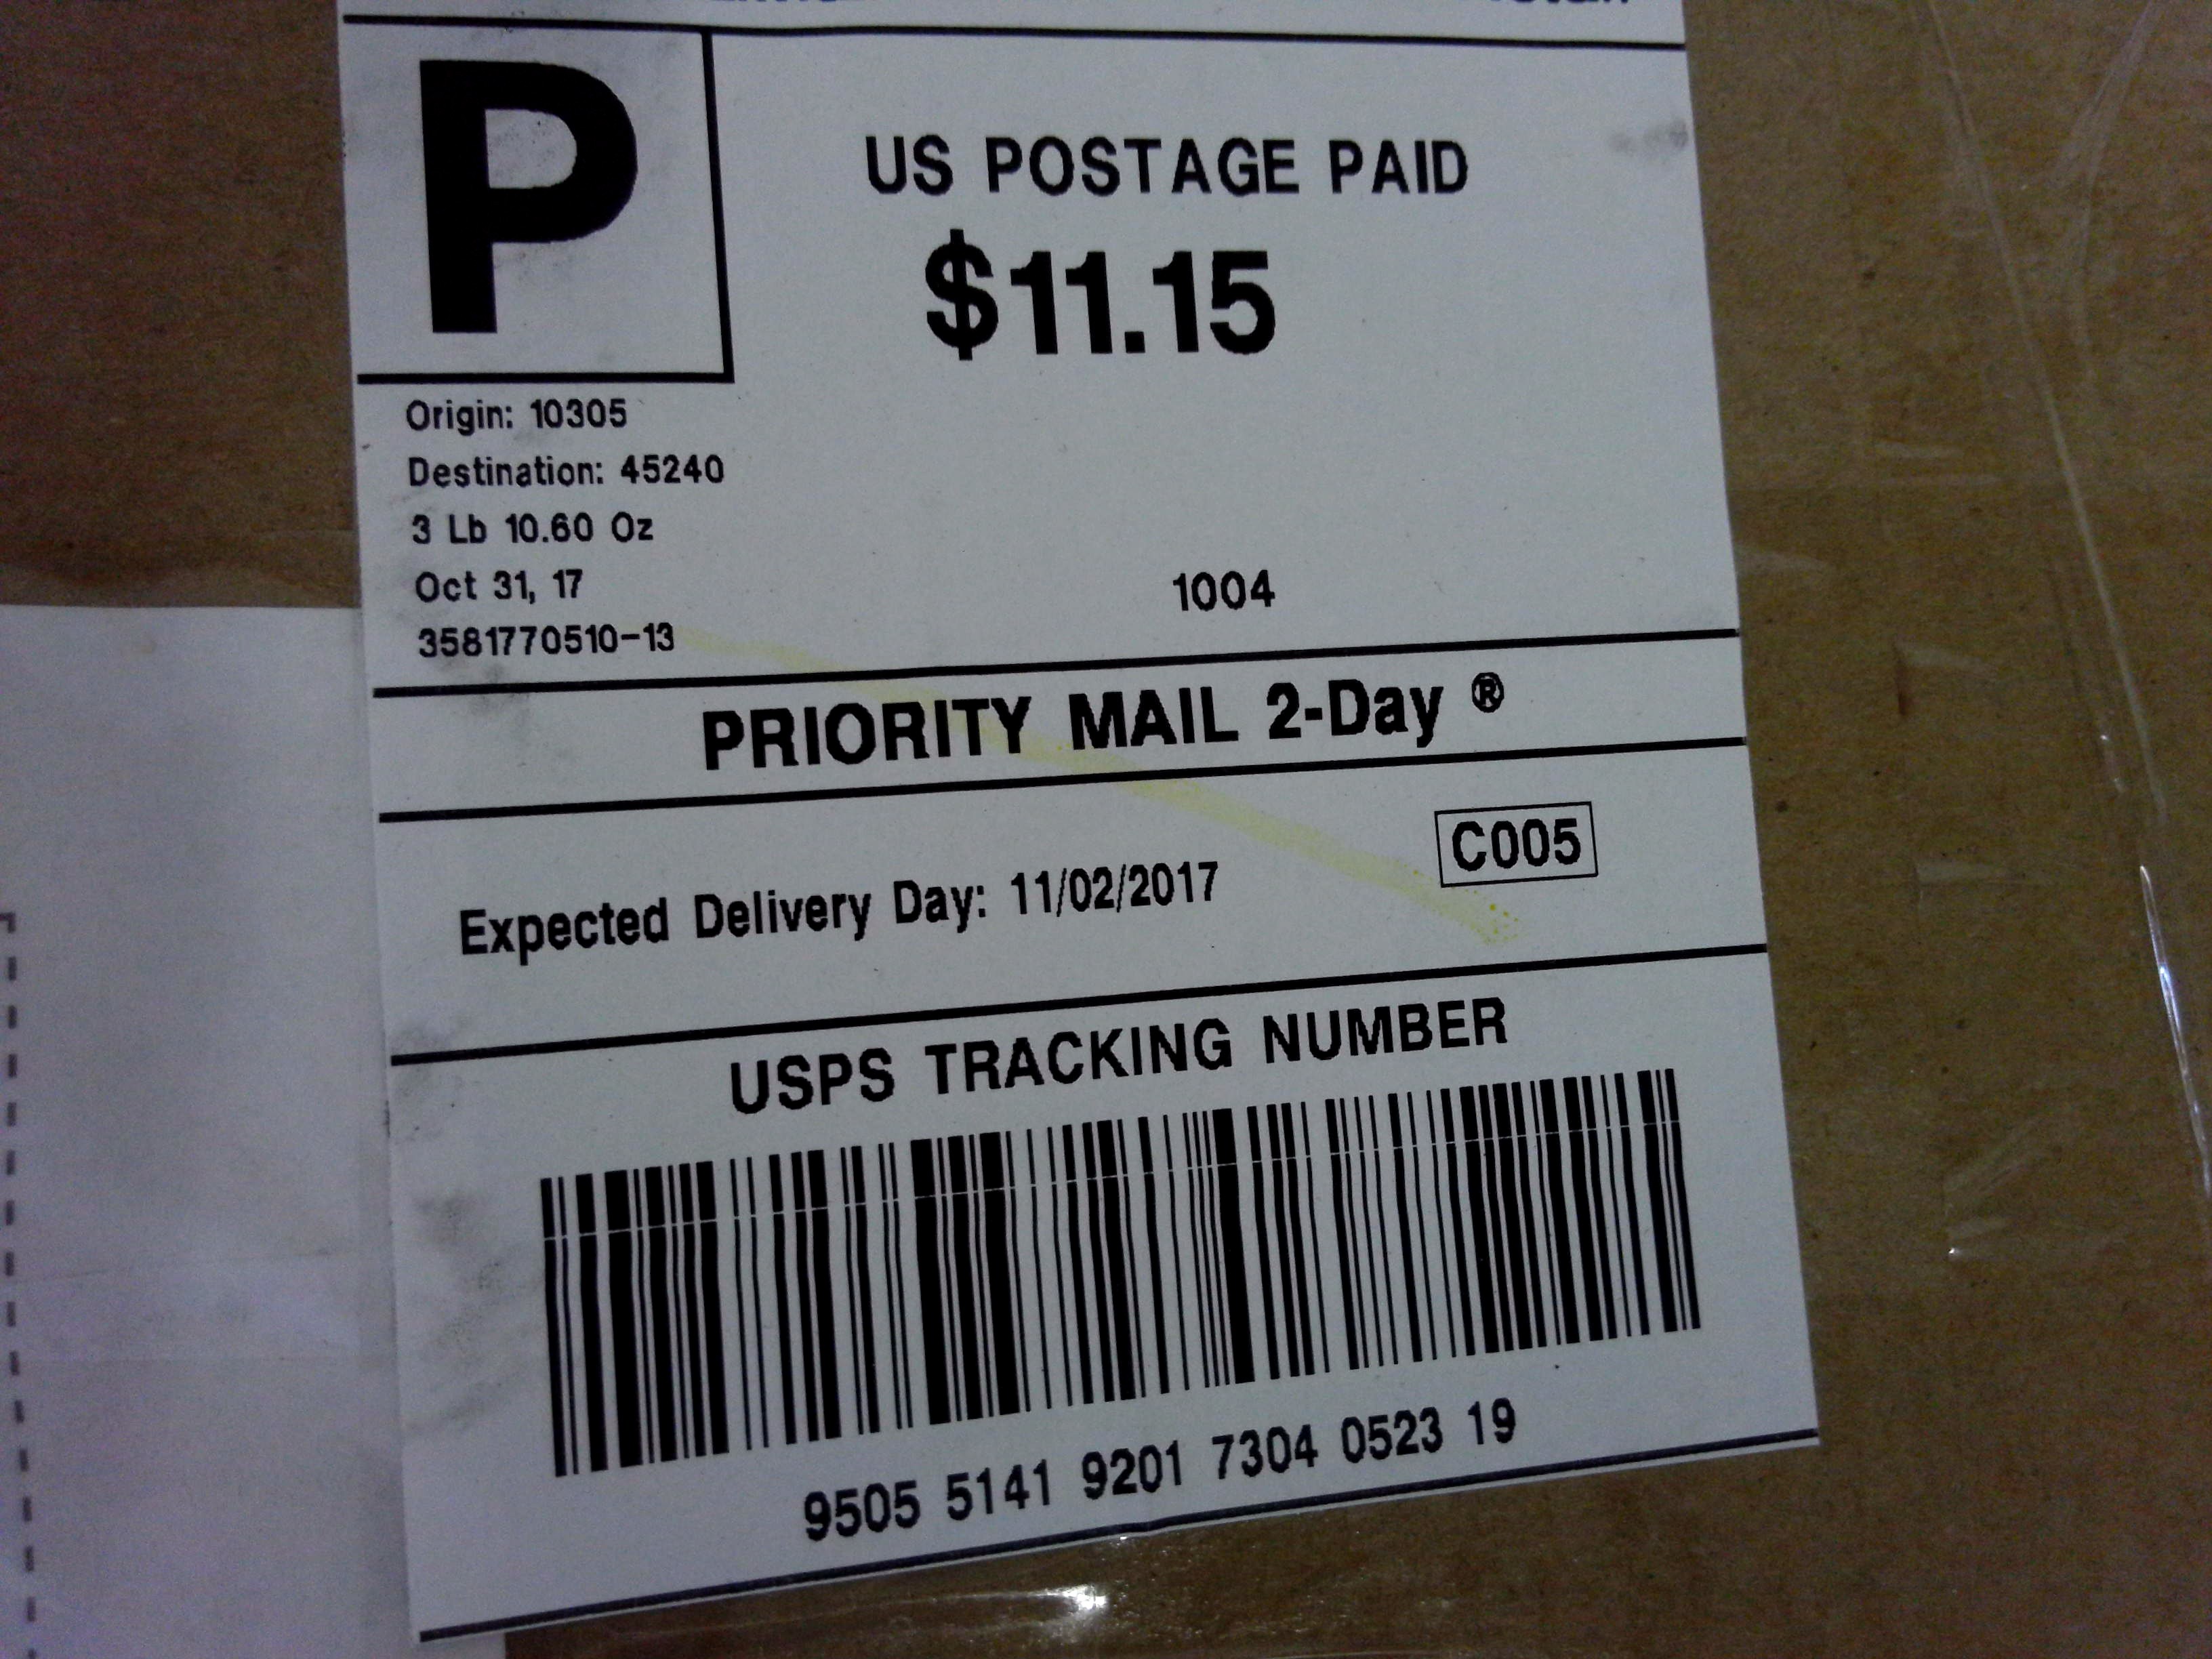 P
US POSTAGE PAID
$11.15
Origin: 10305
Destination: 45240
3 Lb 10.60 Oz
Oct 31, 17
3581770510-13
1004
PRIORITY MAIL 2-Day ®
C005
Expected Delivery Day: 11/02/2017
USPS TRACKING NUMBER
9505 5141 9201 7304 0523 19